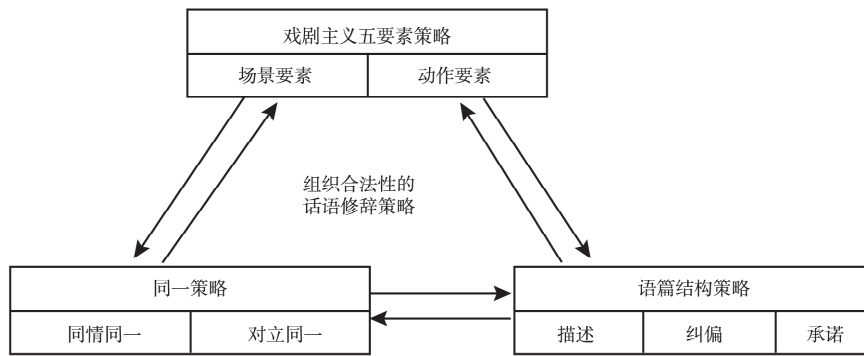 戏剧主义五要素策略
场景要素
动作要素
组织合法性的
话语修辞策略
同一策略
同情同一
对立同一
语篇结构策略
描述
纠偏
承诺